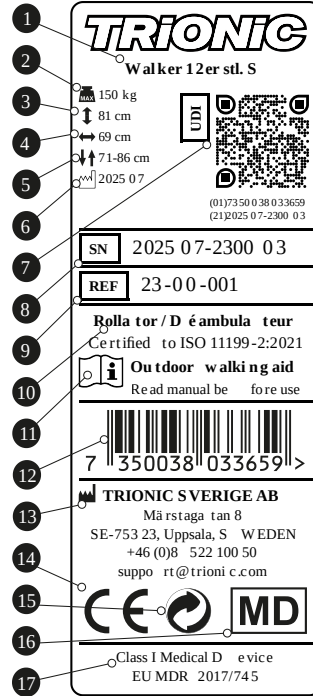 1
TRiONiC
Walker 12er stl. S
2
MAX 150 kg
3
81 cm
4
69 cm
5
71-86 cm
6
2025 07
UDI
(01)7350038033659
(21)202507-2300 03
7
8
SN 2025 07-2300 03
9
REF 23-00-001
10
Rollator/Déambulateur
Certified to ISO 11199-2:2021
11
i
Outdoor walking aid
Read manual before use
12
7 350038 033659 >
13
TRIONIC SVERIGE AB
Märstagatan 8
SE-753 23, Uppsala, SWEDEN
+46 (0)8 522 100 50
support@trionic.com
14
CE
15
16
MD
17
Class I Medical Device
EU MDR 2017/745